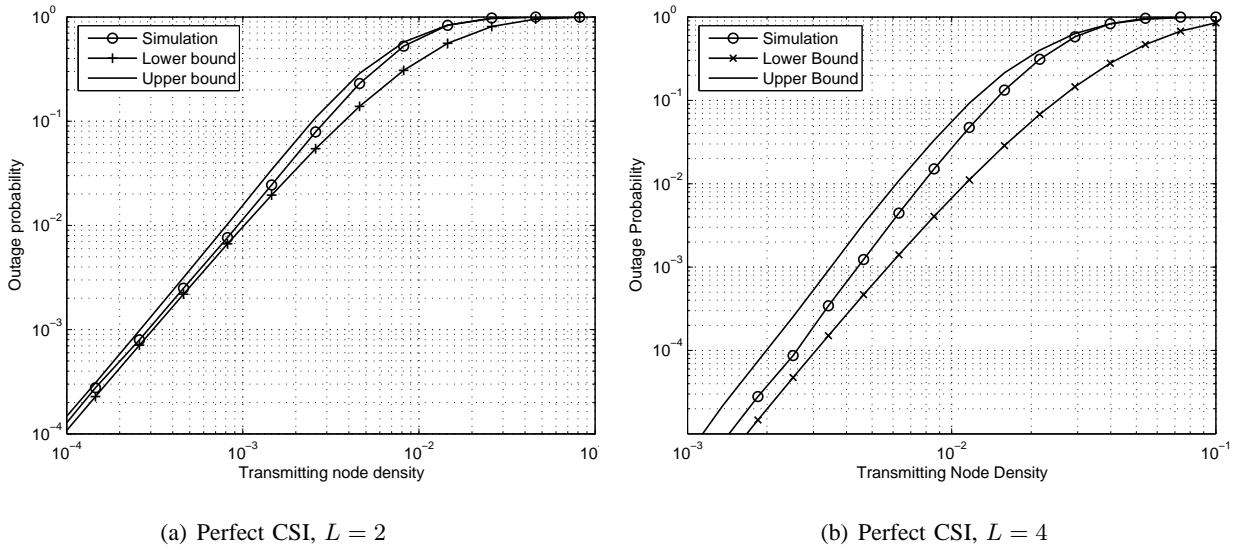 10^0
10^-1
10^-2
10^-3
10^-4
Outage probability
Simulation
Lower bound
Upper bound
10^-4
10^-3
10^-2
Transmitting node density
(a) Perfect CSI, L = 2
10^0
10^-1
10^-2
10^-3
10^-4
Outage Probability
Simulation
Lower Bound
Upper Bound
10^-3
10^-2
10^-1
Transmitting Node Density
(b) Perfect CSI, L = 4